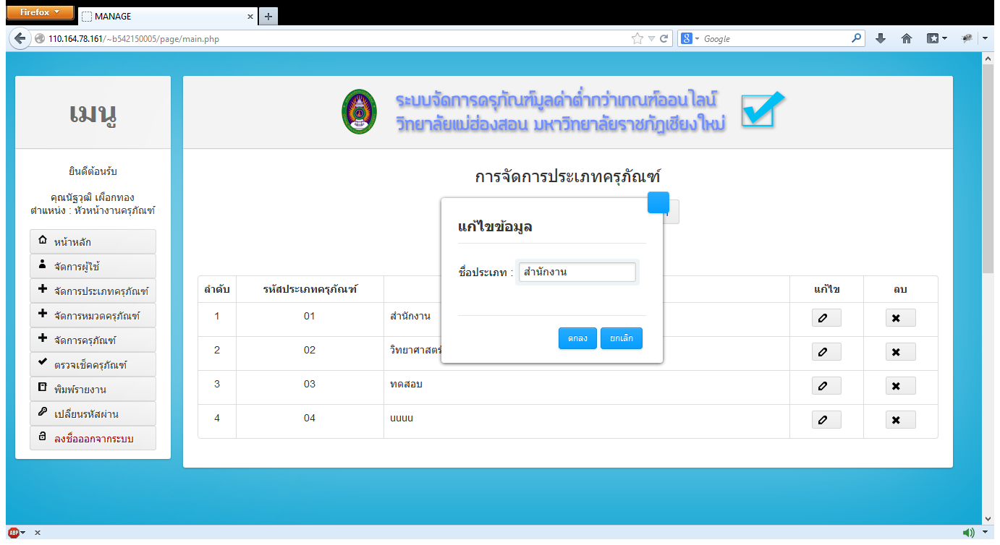 Firefox
MANAGE
110.164.78.161/~b542150005/page/main.php
Google
เมนู
ยินดีต้อนรับ
คุณนัฐวุฒิ เผือกทอง
ตำแหน่ง : หัวหน้างานครุภัณฑ์
หน้าหลัก
จัดการผู้ใช้
จัดการประเภทครุภัณฑ์
จัดการหมวดครุภัณฑ์
จัดการครุภัณฑ์
ตรวจเช็คครุภัณฑ์
พิมพ์รายงาน
เปลี่ยนรหัสผ่าน
ลงชื่อออกจากระบบ
ระบบจัดการครุภัณฑ์มูลค่าต่ำกว่าเกณฑ์ออนไลน์
วิทยาลัยแม่ฮ่องสอน มหาวิทยาลัยราชภัฏเชียงใหม่
การจัดการประเภทครุภัณฑ์
แก้ไขข้อมูล
ชื่อประเภท : สำนักงาน
ตกลง ยกเลิก
ลำดับ รหัสประเภทครุภัณฑ์ แก้ไข ลบ
1 01 สำนักงาน
2 02
3 03 ทดสอบ
4 04 นนนน
ABP